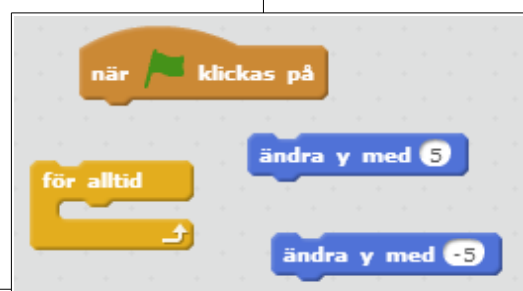 när klickas på
ändra y med 5
för alltid
ändra y med -5